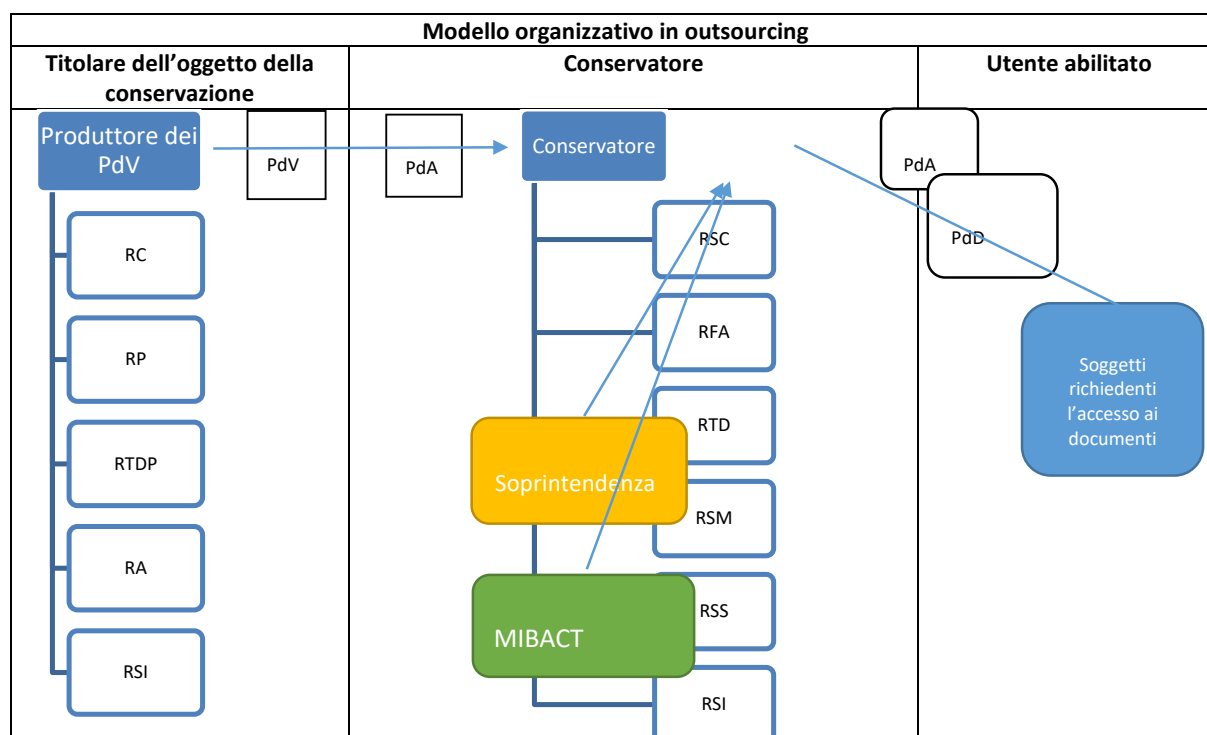 Modello organizzativo in outsourcing
Titolare dell'oggetto della
conservazione
Conservatore
Utente abilitato
Produttore dei
PdV
PdV
RC
RP
RTDP
RA
RSI
PdA
Conservatore
RSC
RFA
RTD
Soprintendenza
RSM
RSS
MIBACT
RSI
PdA
PdD
Soggetti
richiedenti
l'accesso ai
documenti